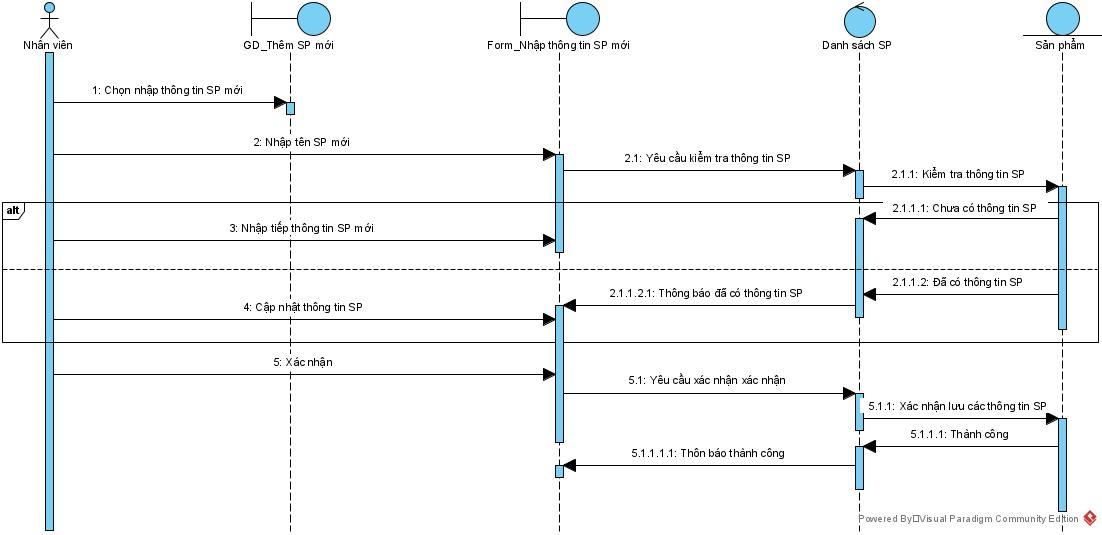 Nhân viên
GD_Thêm SP mới
Form_Nhập thông tin SP mới
Danh sách SP
Sản phẩm
1: Chọn nhập thông tin SP mới
2: Nhập tên SP mới
2.1: Yêu cầu kiểm tra thông tin SP
2.1.1: Kiểm tra thông tin SP
alt
2.1.1.1: Chưa có thông tin SP
3: Nhập tiếp thông tin SP mới
2.1.1.2: Đã có thông tin SP
2.1.1.2.1: Thông báo đã có thông tin SP
4: Cập nhật thông tin SP
5: Xác nhận
5.1: Yêu cầu xác nhận xác nhận
5.1.1: Xác nhận lưu các thông tin SP
5.1.1.1: Thành công
5.1.1.1.1: Thôn báo thành công
Powered By Visual Paradigm Community Edition